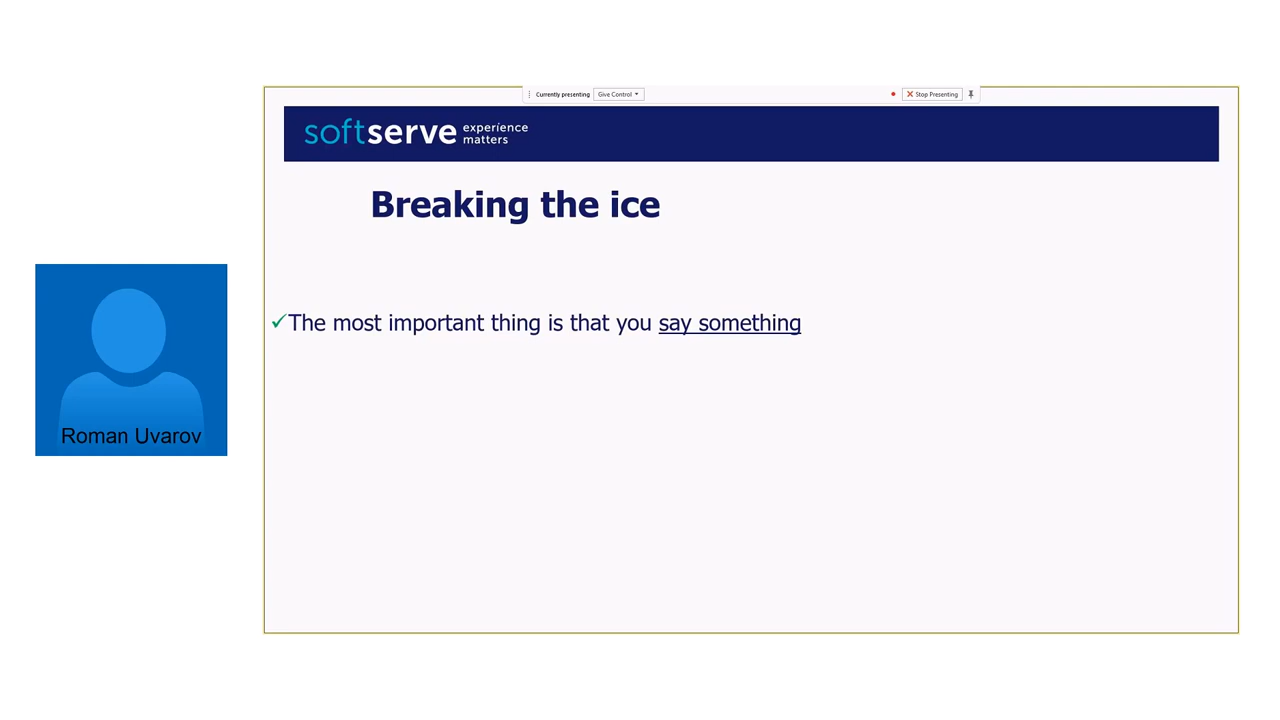 Currently presenting Give Control Stop Presenting
softserve experience matters
Breaking the ice
The most important thing is that you say something
Roman Uvarov